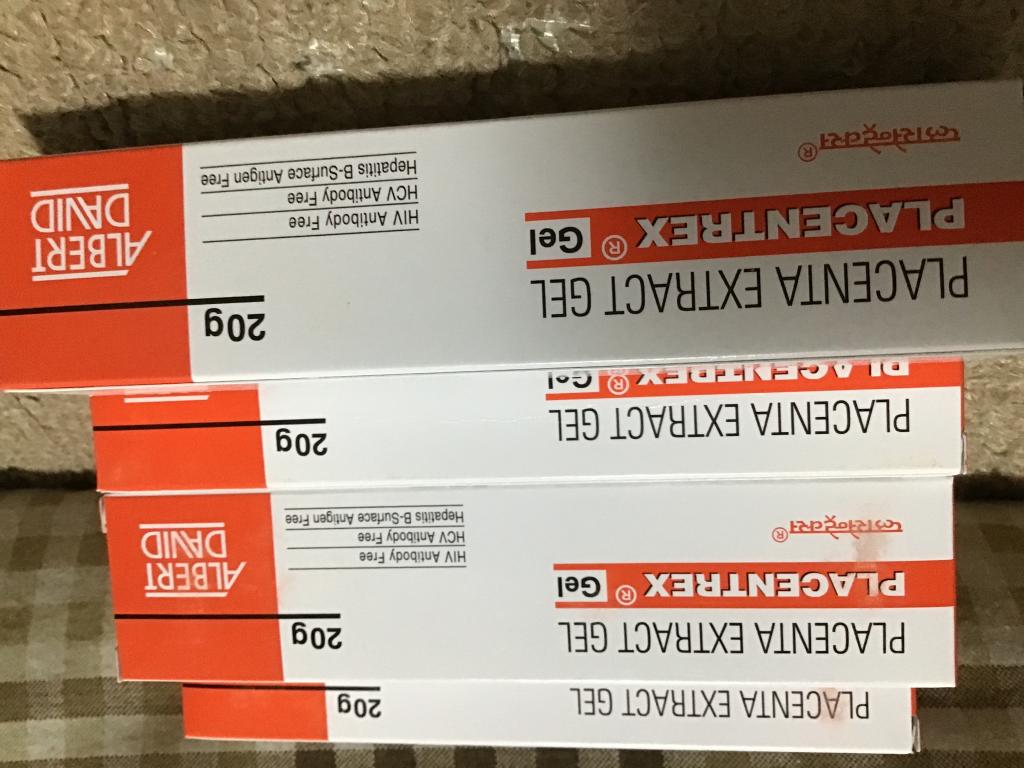 PLACENTA EXTRACT GEL
20g
PLACENTA EXTRACT GEL
20g
PLACENTREX® Gel
प्लासेन्ट्रेक्स®
HIV Antibody Free
HCV Antibody Free
Hepatitis B-Surface Antigen Free
ALBERT
DAVID
PLACENTA EXTRACT GEL
20g
PLACENTREX® Gel
PLACENTA EXTRACT GEL
20g
PLACENTREX® Gel
प्लासेन्ट्रेक्स®
HIV Antibody Free
HCV Antibody Free
Hepatitis B-Surface Antigen Free
ALBERT
DAVID